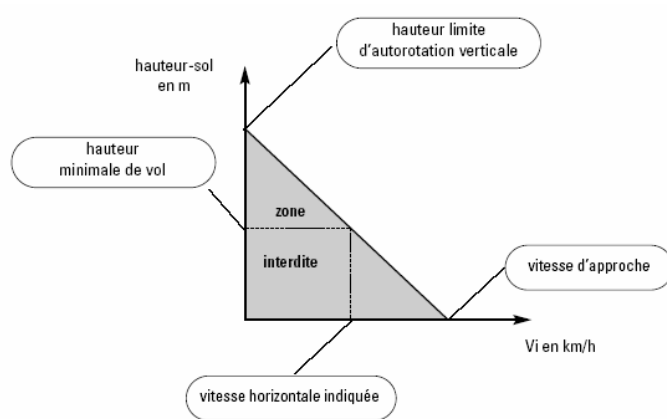 hauteur limite
d'autorotation verticale
hauteur-sol
en m
hauteur
minimale de vol
zone
interdite
vitesse d'approche
Vi en km/h
vitesse horizontale indiquée